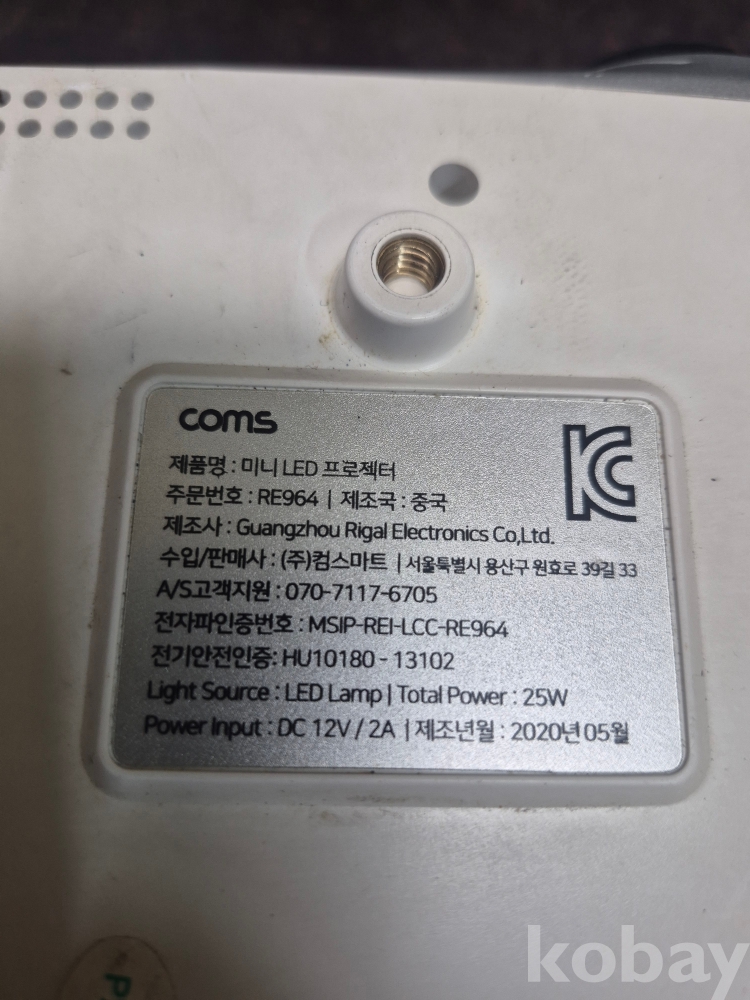 coms
KC
제품명 : 미니 LED 프로젝터
주문번호 : RE964 | 제조국 : 중국
제조사 : Guangzhou Rigal Electronics Co,Ltd.
수입/판매사 : (주)컴스마트 | 서울특별시 용산구 원효로 39길 33
A/S고객지원 : 070-7117-6705
전자파인증번호 : MSIP-REI-LCC-RE964
전기안전인증: HU10180 - 13102
Light Source : LED Lamp | Total Power : 25W
Power Input : DC 12V / 2A | 제조년월 : 2020년 05월
kobay